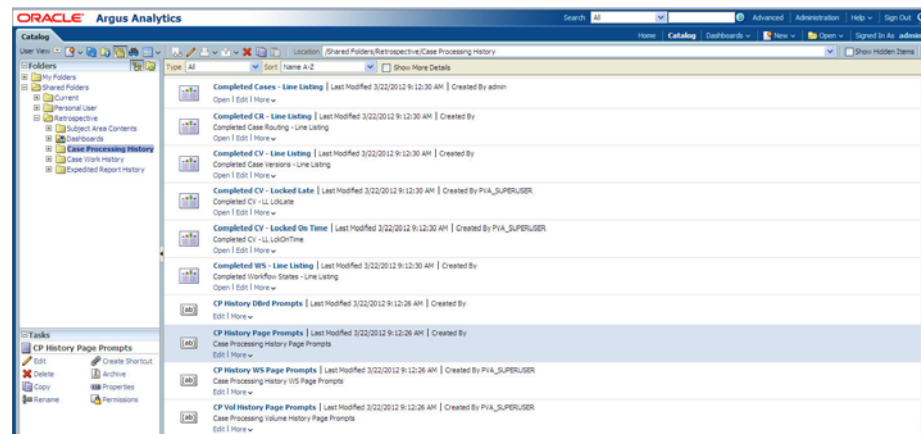 ORACLE Argus Analytics
Search All Advanced Administration Help Sign Out
Catalog
Home Catalog Dashboards New Open Signed In As admin
User View Location /Shared Folders/Retrospective/Case Processing History Show Hidden Items
Folders
My Folders
Shared Folders
Current
Personal User
Retrospective
Subject Area Contents
Dashboards
Case Processing History
Case Work History
Expedited Report History
Type All Sort Name A-Z Show More Details
Completed Cases - Line Listing | Last Modified 3/22/2012 9:12:30 AM | Created By admin
Open | Edit | More
Completed CR - Line Listing | Last Modified 3/22/2012 9:12:30 AM | Created By
Completed Case Routing - Line Listing
Open | Edit | More
Completed CV - Line Listing | Last Modified 3/22/2012 9:12:30 AM | Created By
Completed Case Versions - Line Listing
Open | Edit | More
Completed CV - Locked Late | Last Modified 3/22/2012 9:12:30 AM | Created By PVA_SUPERUSER
Completed CV - LL LckLate
Open | Edit | More
Completed CV - Locked On Time | Last Modified 3/22/2012 9:12:30 AM | Created By PVA_SUPERUSER
Completed CV - LL LckOnTime
Open | Edit | More
Completed WS - Line Listing | Last Modified 3/22/2012 9:12:30 AM | Created By
Completed Workflow States - Line Listing
Open | Edit | More
[ab] CP History DBrd Prompts | Last Modified 3/22/2012 9:12:26 AM | Created By
Edit | More
[ab] CP History Page Prompts | Last Modified 3/22/2012 9:12:26 AM | Created By
Case Processing History Page Prompts
Edit | More
[ab] CP History WS Page Prompts | Last Modified 3/22/2012 9:12:26 AM | Created By PVA_SUPERUSER
Case Processing History WS Page Prompts
Edit | More
[ab] CP Vol History Page Prompts | Last Modified 3/22/2012 9:12:26 AM | Created By PVA_SUPERUSER
Case Processing Volume History Page Prompts
Edit | More
Tasks
CP History Page Prompts
Edit Create Shortcut
Delete Archive
Copy Properties
Rename Permissions